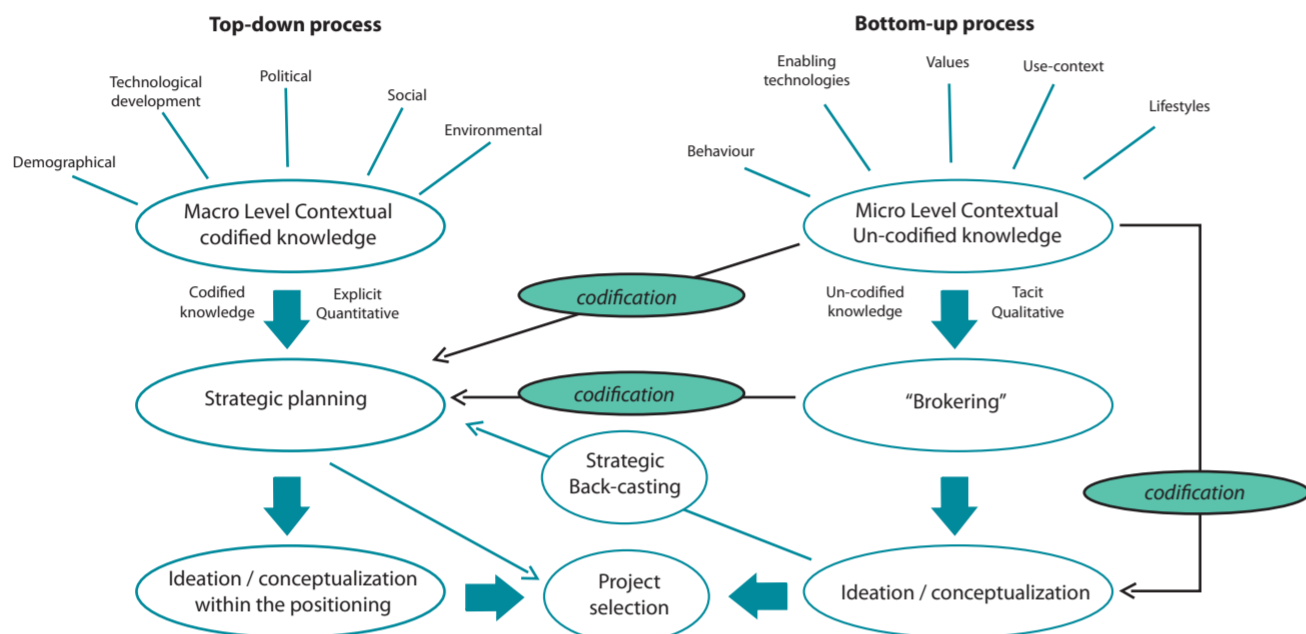 Top-down process
Bottom-up process
Demographical
Technological
development
Political
Social
Environmental
Behaviour
Enabling
technologies
Values
Use-context
Lifestyles
Macro Level Contextual
codified knowledge
Micro Level Contextual
Un-codified knowledge
Codified
knowledge
Explicit
Quantitative
codification
Un-codified
knowledge
Tacit
Qualitative
Strategic planning
codification
“Brokering”
Strategic
Back-casting
codification
Ideation / conceptualization
within the positioning
Project
selection
Ideation / conceptualization